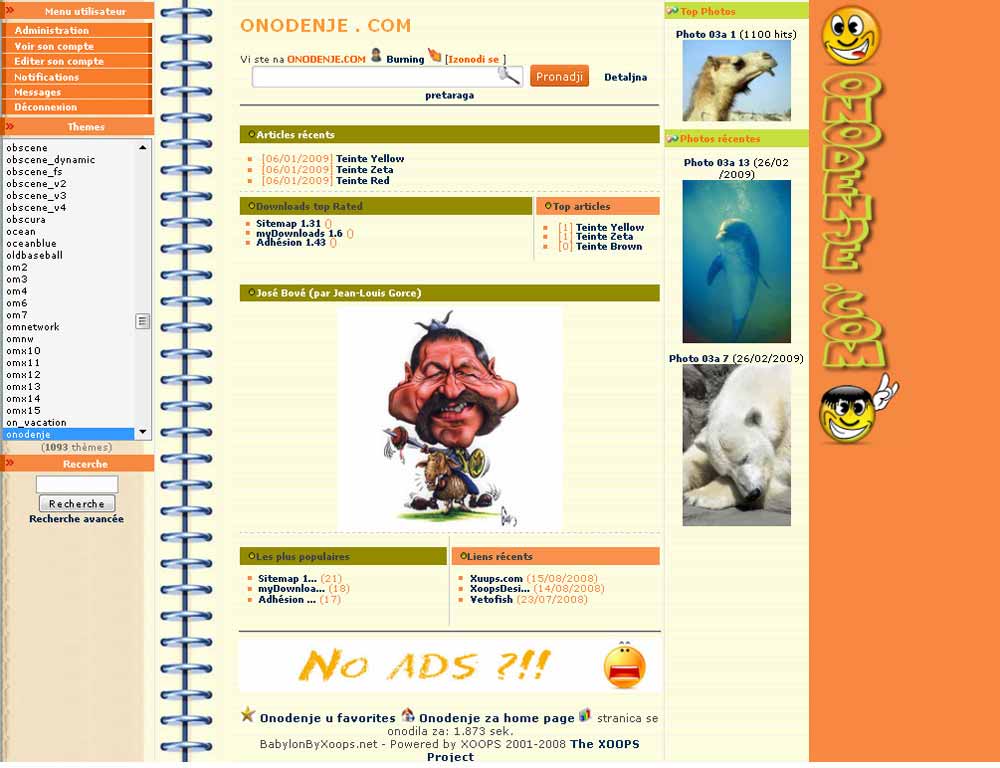 Menu utilisateur
Administration
Voir son compte
Editer son compte
Notifications
Messages
Déconnexion
Themes
obscene
obscene_dynamic
obscene_fs
obscene_v2
obscene_v3
obscene_v4
obscura
ocean
oceanblue
oldbaseball
om2
om3
om4
om6
om7
omnetwork
omnw
omx10
omx11
omx12
omx13
omx14
omx15
on_vacation
onodenje
(1093 thèmes)
Recerche
Recherche
Recherche avancée
ONODENJE . COM
Vi ste na ONODENJE.COM Burning [Izonodi se ]
Pronadji Detaljna
pretaraga
Articles récents
[06/01/2009] Teinte Yellow
[06/01/2009] Teinte Zeta
[06/01/2009] Teinte Red
Downloads top Rated
Sitemap 1.31 ()
myDownloads 1.6 ()
Adhésion 1.43 ()
Top articles
[1] Teinte Yellow
[1] Teinte Zeta
[0] Teinte Brown
José Bové (par Jean-Louis Gorce)
Les plus populaires
Sitemap 1... (21)
myDownloa... (18)
Adhésion ... (17)
Liens récents
Xuups.com (15/08/2008)
XoopsDesi... (14/08/2008)
Vetofish (23/07/2008)
NO ADS ?!!
Onodenje u favorites Onodenje za home page stranica se
onodila za: 1.873 sek.
BabylonByXoops.net - Powered by XOOPS 2001-2008 The XOOPS
Project
Top Photos
Photo 03a 1 (1100 hits)
Photos récentes
Photo 03a 13 (26/02
/2009)
Photo 03a 7 (26/02/2009)
ONODENJE.COM